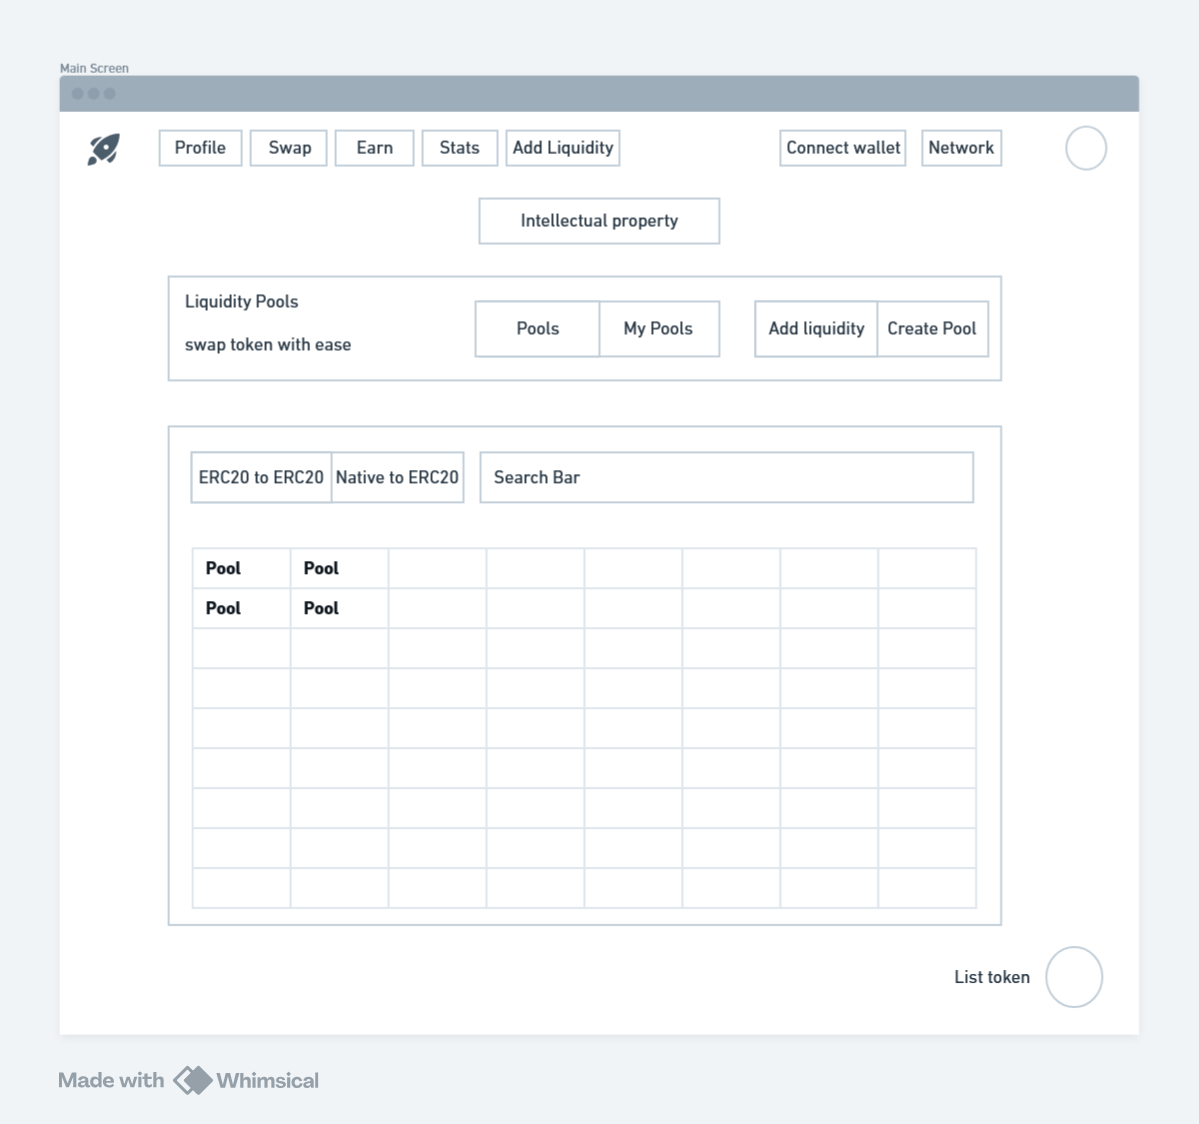 Main Screen
Profile Swap Earn Stats Add Liquidity Connect wallet Network
Intellectual property
Liquidity Pools
swap token with ease
Pools My Pools Add liquidity Create Pool
ERC20 to ERC20 Native to ERC20 Search Bar
Pool Pool
Pool Pool
List token
Made with Whimsical